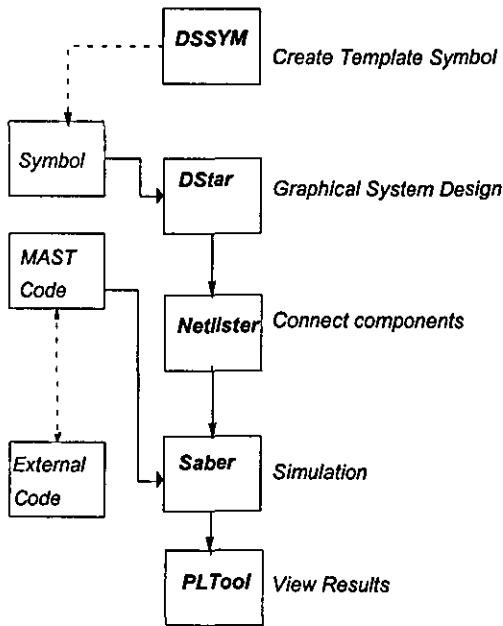 DSSYM
Create Template Symbol
Symbol
DStar
Graphical System Design
MAST
Code
Netlister
Connect components
External
Code
Saber
Simulation
PLTool
View Results